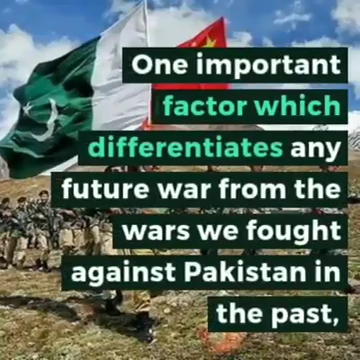 One important
factor which
differentiates any
future war from the
wars we fought
against Pakistan in
the past,